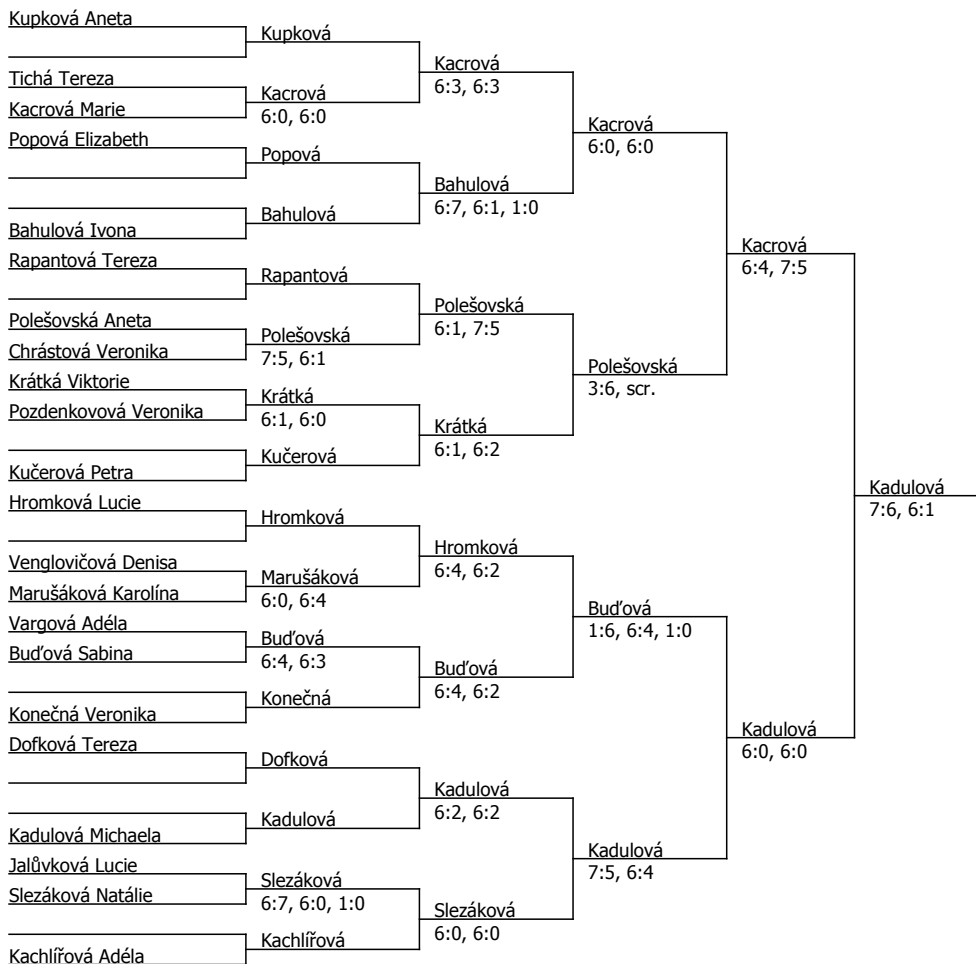 Kupková Aneta
Tichá Tereza
Kacrová Marie
Popová Elizabeth
Bahulová Ivona
Rapantová Tereza
Polešovská Aneta
Chrástová Veronika
Krátká Viktorie
Pozdenkovová Veronika
Kučerová Petra
Hromková Lucie
Venglovičová Denisa
Marušáková Karolína
Vargová Adéla
Buďová Sabina
Konečná Veronika
Dofková Tereza
Kadulová Michaela
Jalůvková Lucie
Slezáková Natálie
Kachlířová Adéla
Kupková
Kacrová
6:0, 6:0
Popová
Bahulová
Rapantová
Polešovská
7:5, 6:1
Krátká
6:1, 6:0
Kučerová
Hromková
Marušáková
6:0, 6:4
Buďová
6:4, 6:3
Konečná
Dofková
Kadulová
Slezáková
6:7, 6:0, 1:0
Kachlířová
Kacrová
6:3, 6:3
Bahulová
6:7, 6:1, 1:0
Polešovská
6:1, 7:5
Krátká
6:1, 6:2
Hromková
6:4, 6:2
Buďová
6:4, 6:2
Kadulová
6:2, 6:2
Slezáková
6:0, 6:0
Kacrová
6:0, 6:0
Polešovská
3:6, scr.
Buďová
1:6, 6:4, 1:0
Kadulová
7:5, 6:4
Kacrová
6:4, 7:5
Kadulová
6:0, 6:0
Kadulová
7:6, 6:1